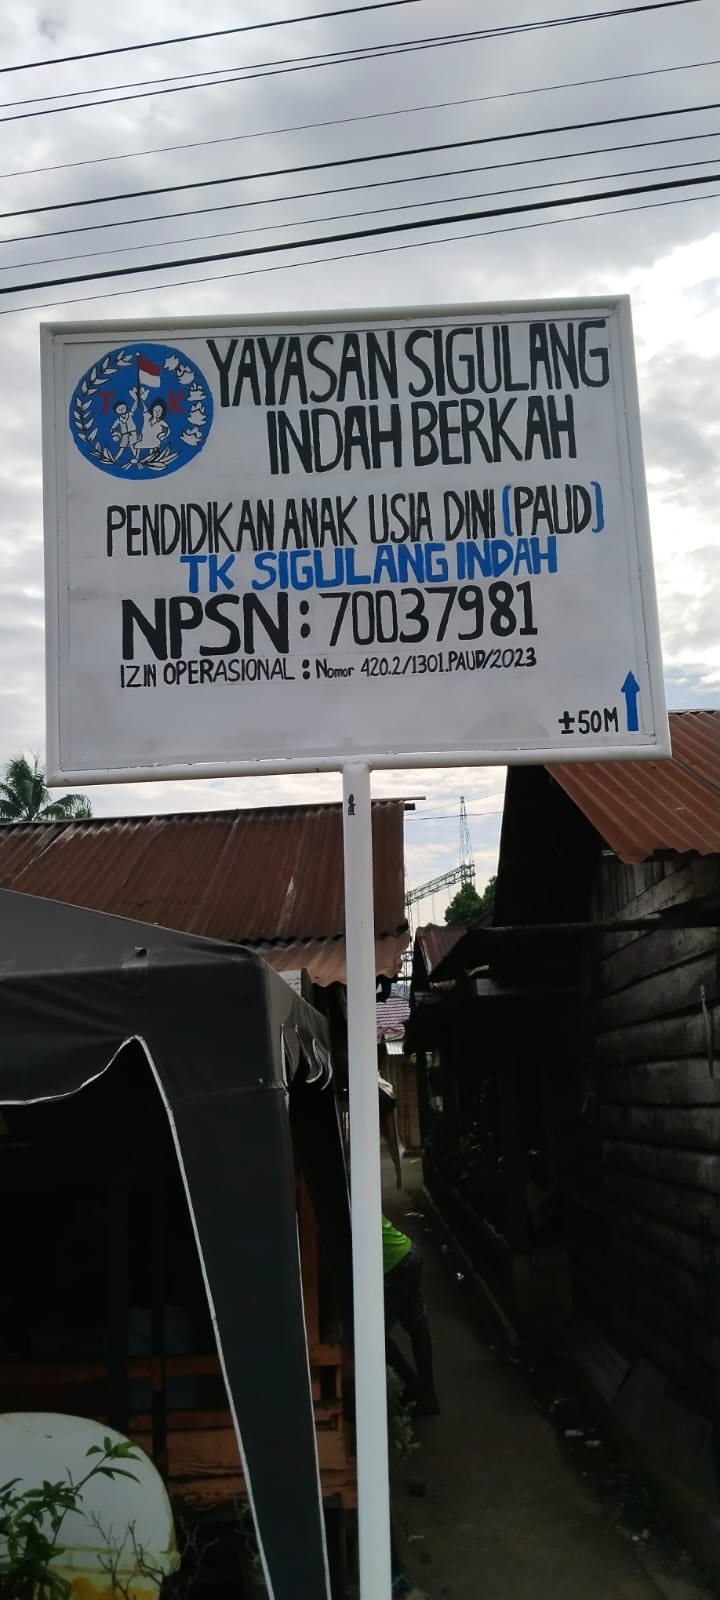 T K
YAYASAN SIGULANG
INDAH BERKAH
PENDIDIKAN ANAK USIA DINI (PAUD)
TK SIGULANG INDAH
NPSN : 70037981
IZIN OPERASIONAL : Nomor 420.2/1301.PAUD/2023
±50M